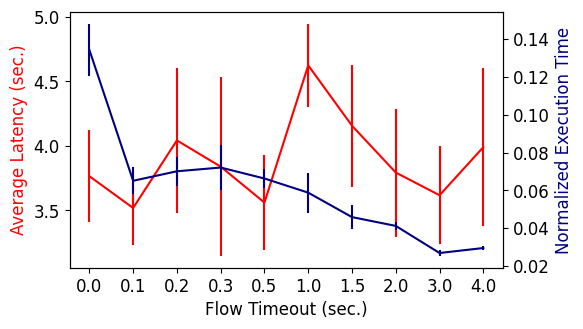 5.0
4.5
4.0
3.5
Average Latency (sec.)
0.14
0.12
0.10
0.08
0.06
0.04
0.02
Normalized Execution Time
0.0 0.1 0.2 0.3 0.5 1.0 1.5 2.0 3.0 4.0
Flow Timeout (sec.)